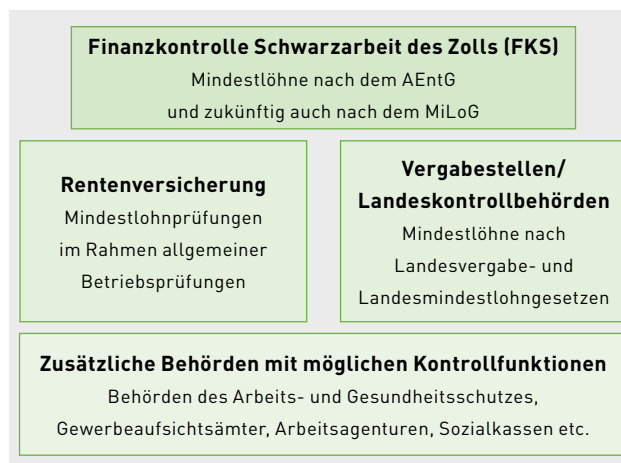 Finanzkontrolle Schwarzarbeit des Zolls (FKS)
Mindestlöhne nach dem AEntG
und zukünftig auch nach dem MiLoG
Rentenversicherung
Mindestlohnprüfungen
im Rahmen allgemeiner
Betriebsprüfungen
Vergabestellen/
Landeskontrollbehörden
Mindestlöhne nach
Landesvergabe- und
Landesmindestlohngesetzen
Zusätzliche Behörden mit möglichen Kontrollfunktionen
Behörden des Arbeits- und Gesundheitsschutzes,
Gewerbeaufsichtsämter, Arbeitsagenturen, Sozialkassen etc.